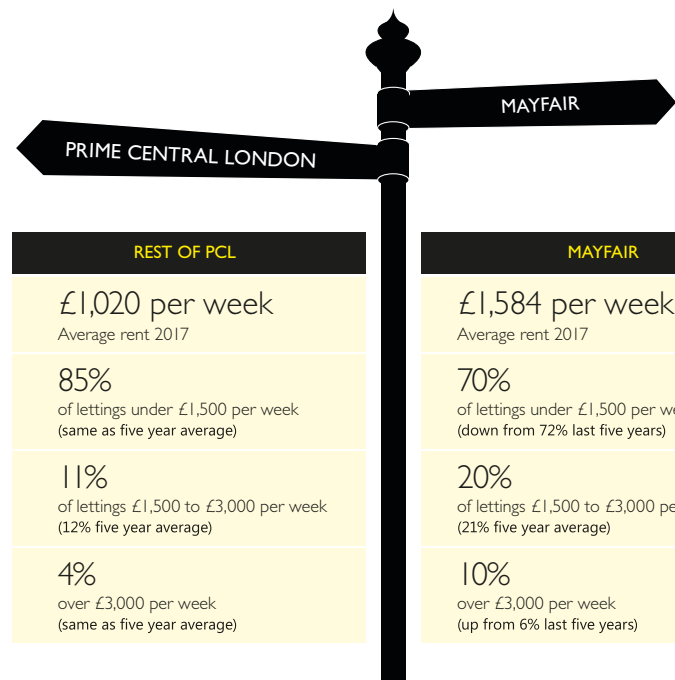 MAYFAIR
PRIME CENTRAL LONDON
REST OF PCL
£1,020 per week
Average rent 2017
85%
of lettings under £1,500 per week
(same as five year average)
11%
of lettings £1,500 to £3,000 per week
(12% five year average)
4%
over £3,000 per week
(same as five year average)
MAYFAIR
£1,584 per week
Average rent 2017
70%
of lettings under £1,500 per
(down from 72% last five years)
20%
of lettings £1,500 to £3,000
(21% five year average)
10%
over £3,000 per week
(up from 6% last five years)